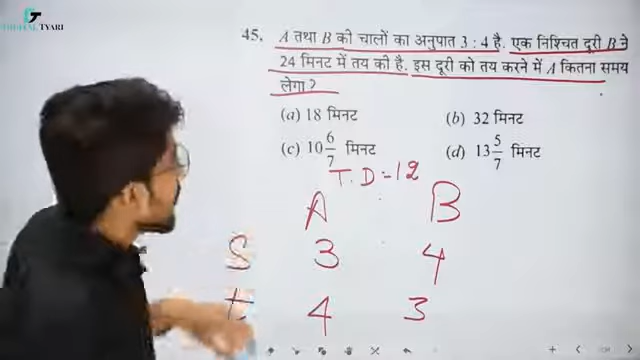 TYARI
45. A तथा B की चालों का अनुपात 3 : 4 है. एक निश्चित दूरी B ने
24 मिनट में तय की है. इस दूरी को तय करने में A कितना समय
लेगा ?
(a) 18 मिनट (b) 32 मिनट
(c) 10 6/7 मिनट (d) 13 5/7 मिनट
T. D = 12
A B
S 3 4
t 4 3